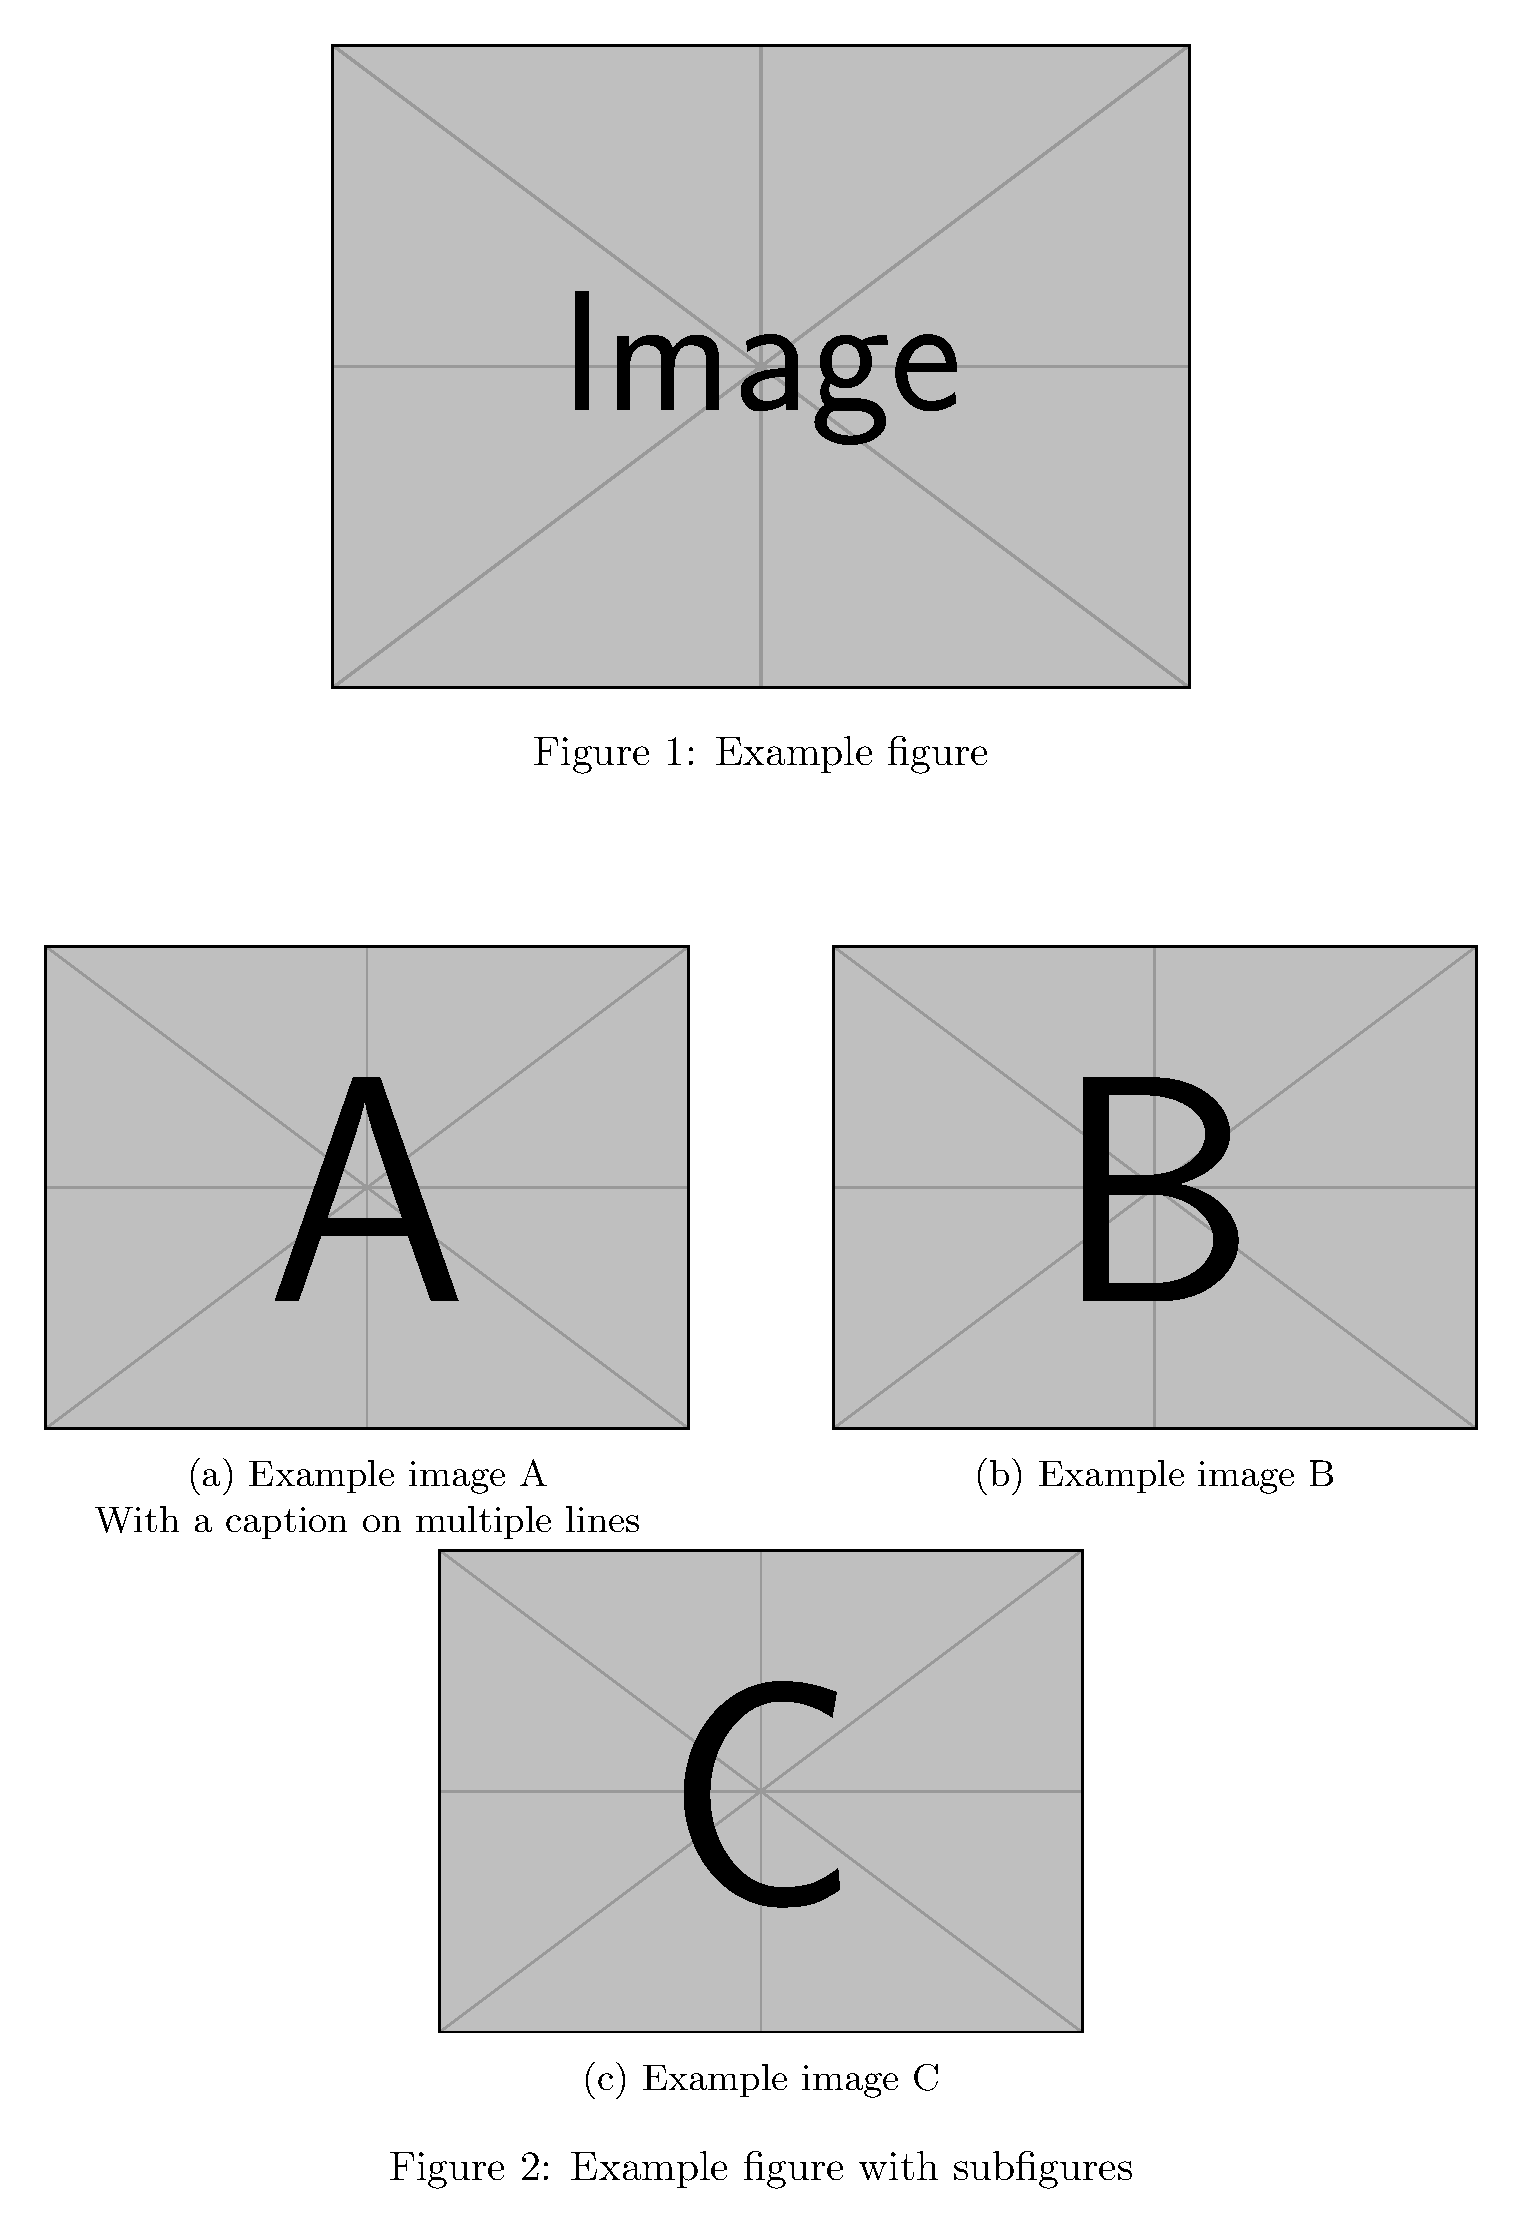 Image
Figure 1: Example figure
A
B
(a) Example image A
With a caption on multiple lines
(b) Example image B
C
(c) Example image C
Figure 2: Example figure with subfigures